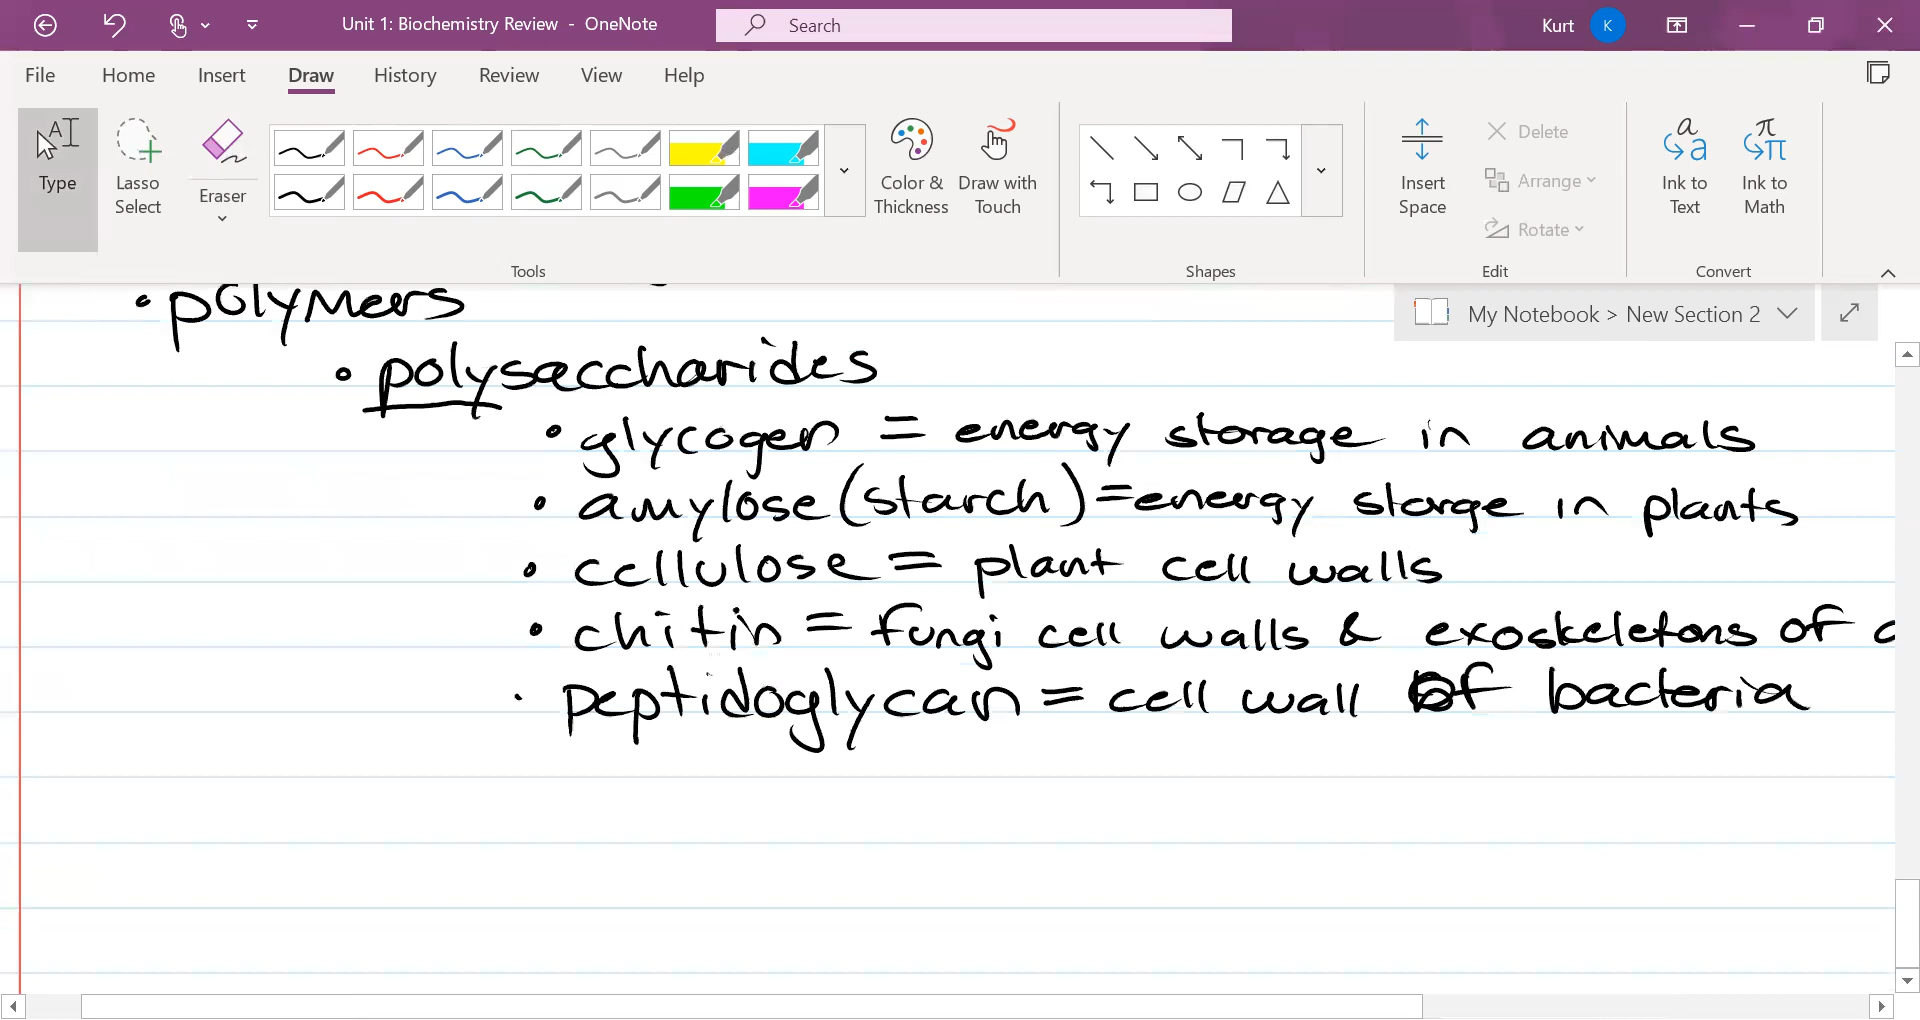 Unit 1: Biochemistry Review - OneNote
Search
Kurt K
File Home Insert Draw History Review View Help
Type
Lasso Select
Eraser
Color & Thickness
Draw with Touch
Insert Space
Delete
Arrange
Rotate
Ink to Text
Ink to Math
Tools Shapes Edit Convert
My Notebook > New Section 2
• polymers
• polysaccharides
• glycogen = energy storage in animals
• amylose (starch) = energy storge in plants
• cellulose = plant cell walls
• chitin = fungi cell walls & exoskeletons of
• peptidoglycan = cell wall of bacteria